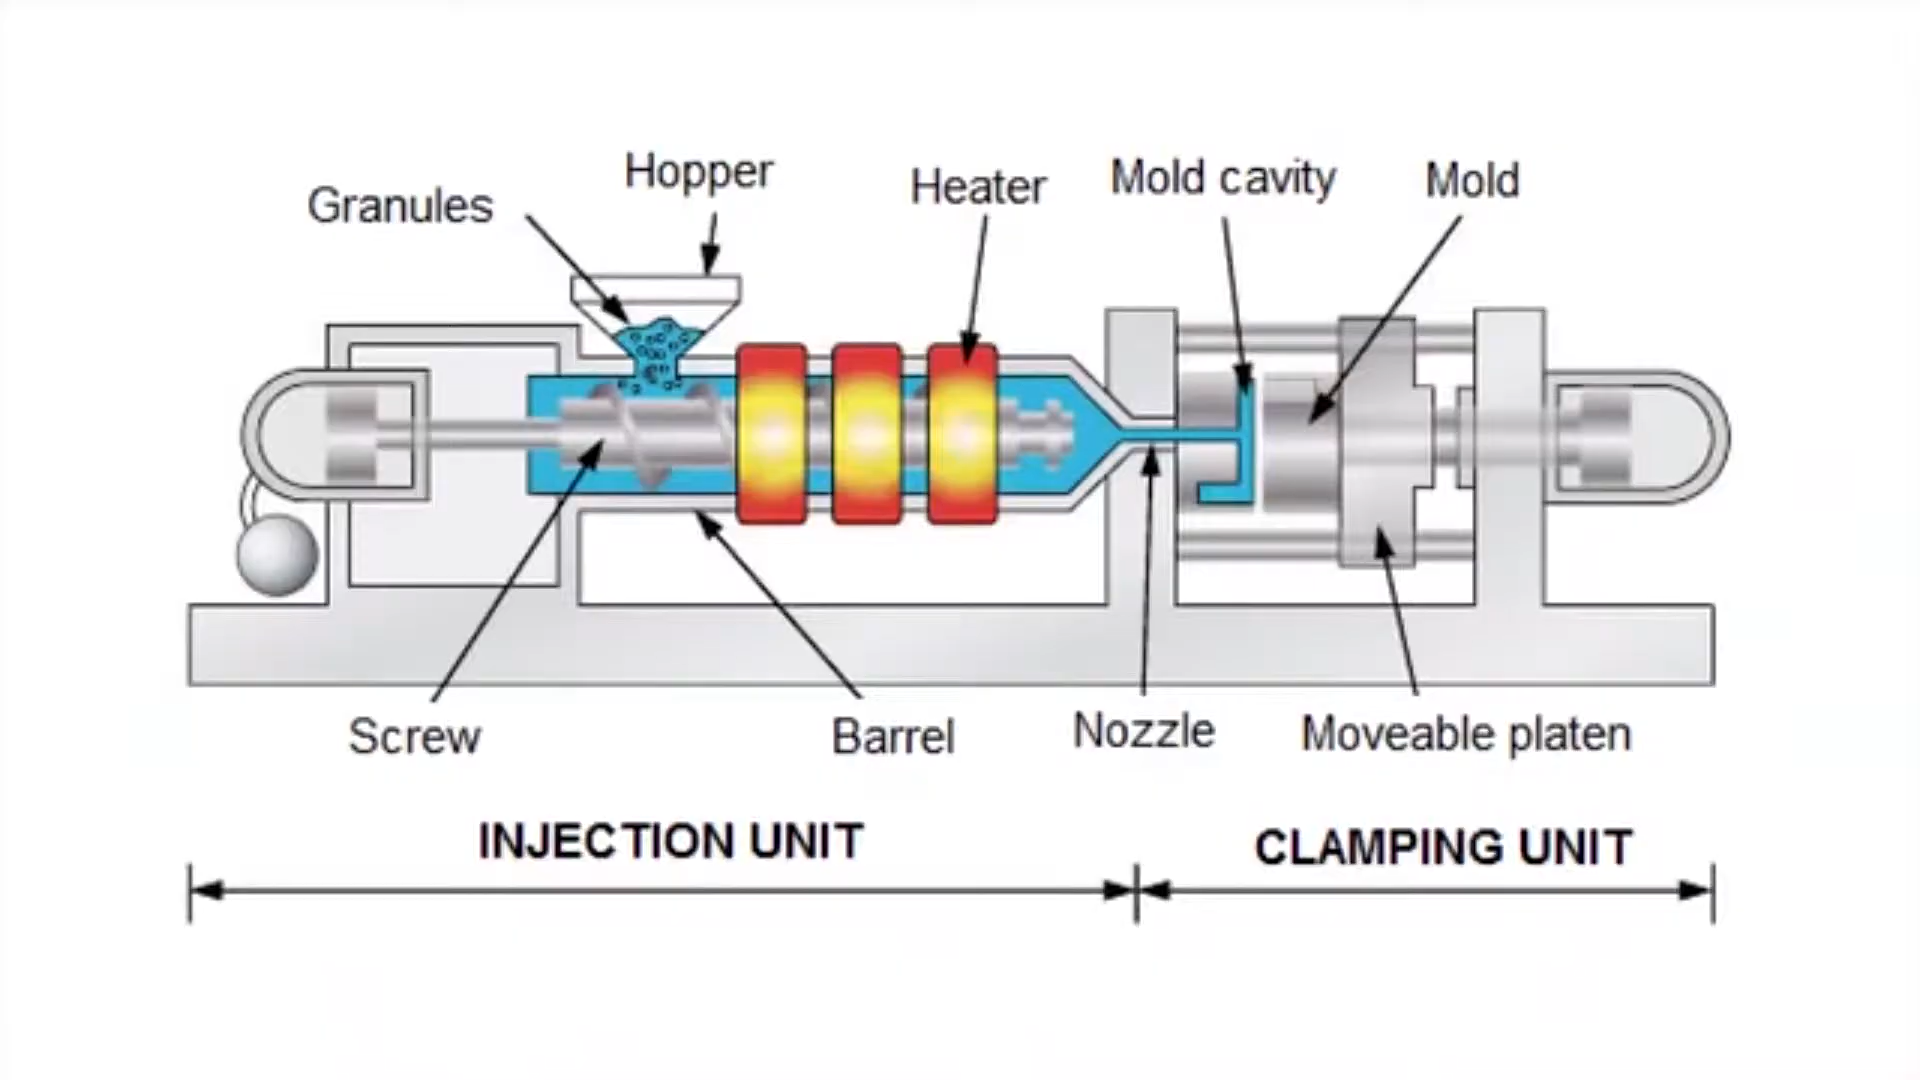 Granules
Hopper
Heater
Mold cavity
Mold
Screw
Barrel
Nozzle
Moveable platen
INJECTION UNIT
CLAMPING UNIT